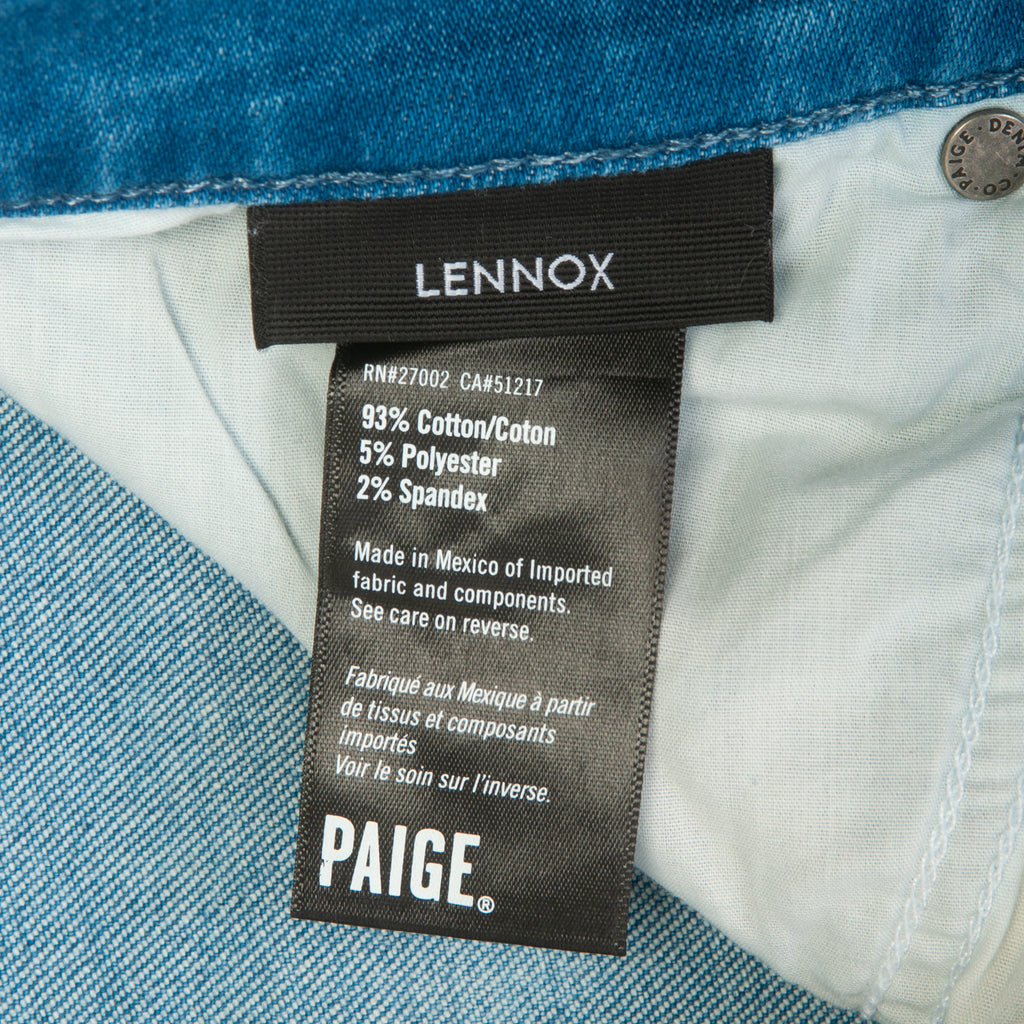 PAIGE · DENIM · CO ·
LENNOX
RN#27002 CA#51217
93% Cotton/Coton
5% Polyester
2% Spandex
Made in Mexico of Imported
fabric and components.
See care on reverse.
Fabriqué aux Mexique à partir
de tissus et composants
importés
Voir le soin sur l'inverse.
PAIGE®